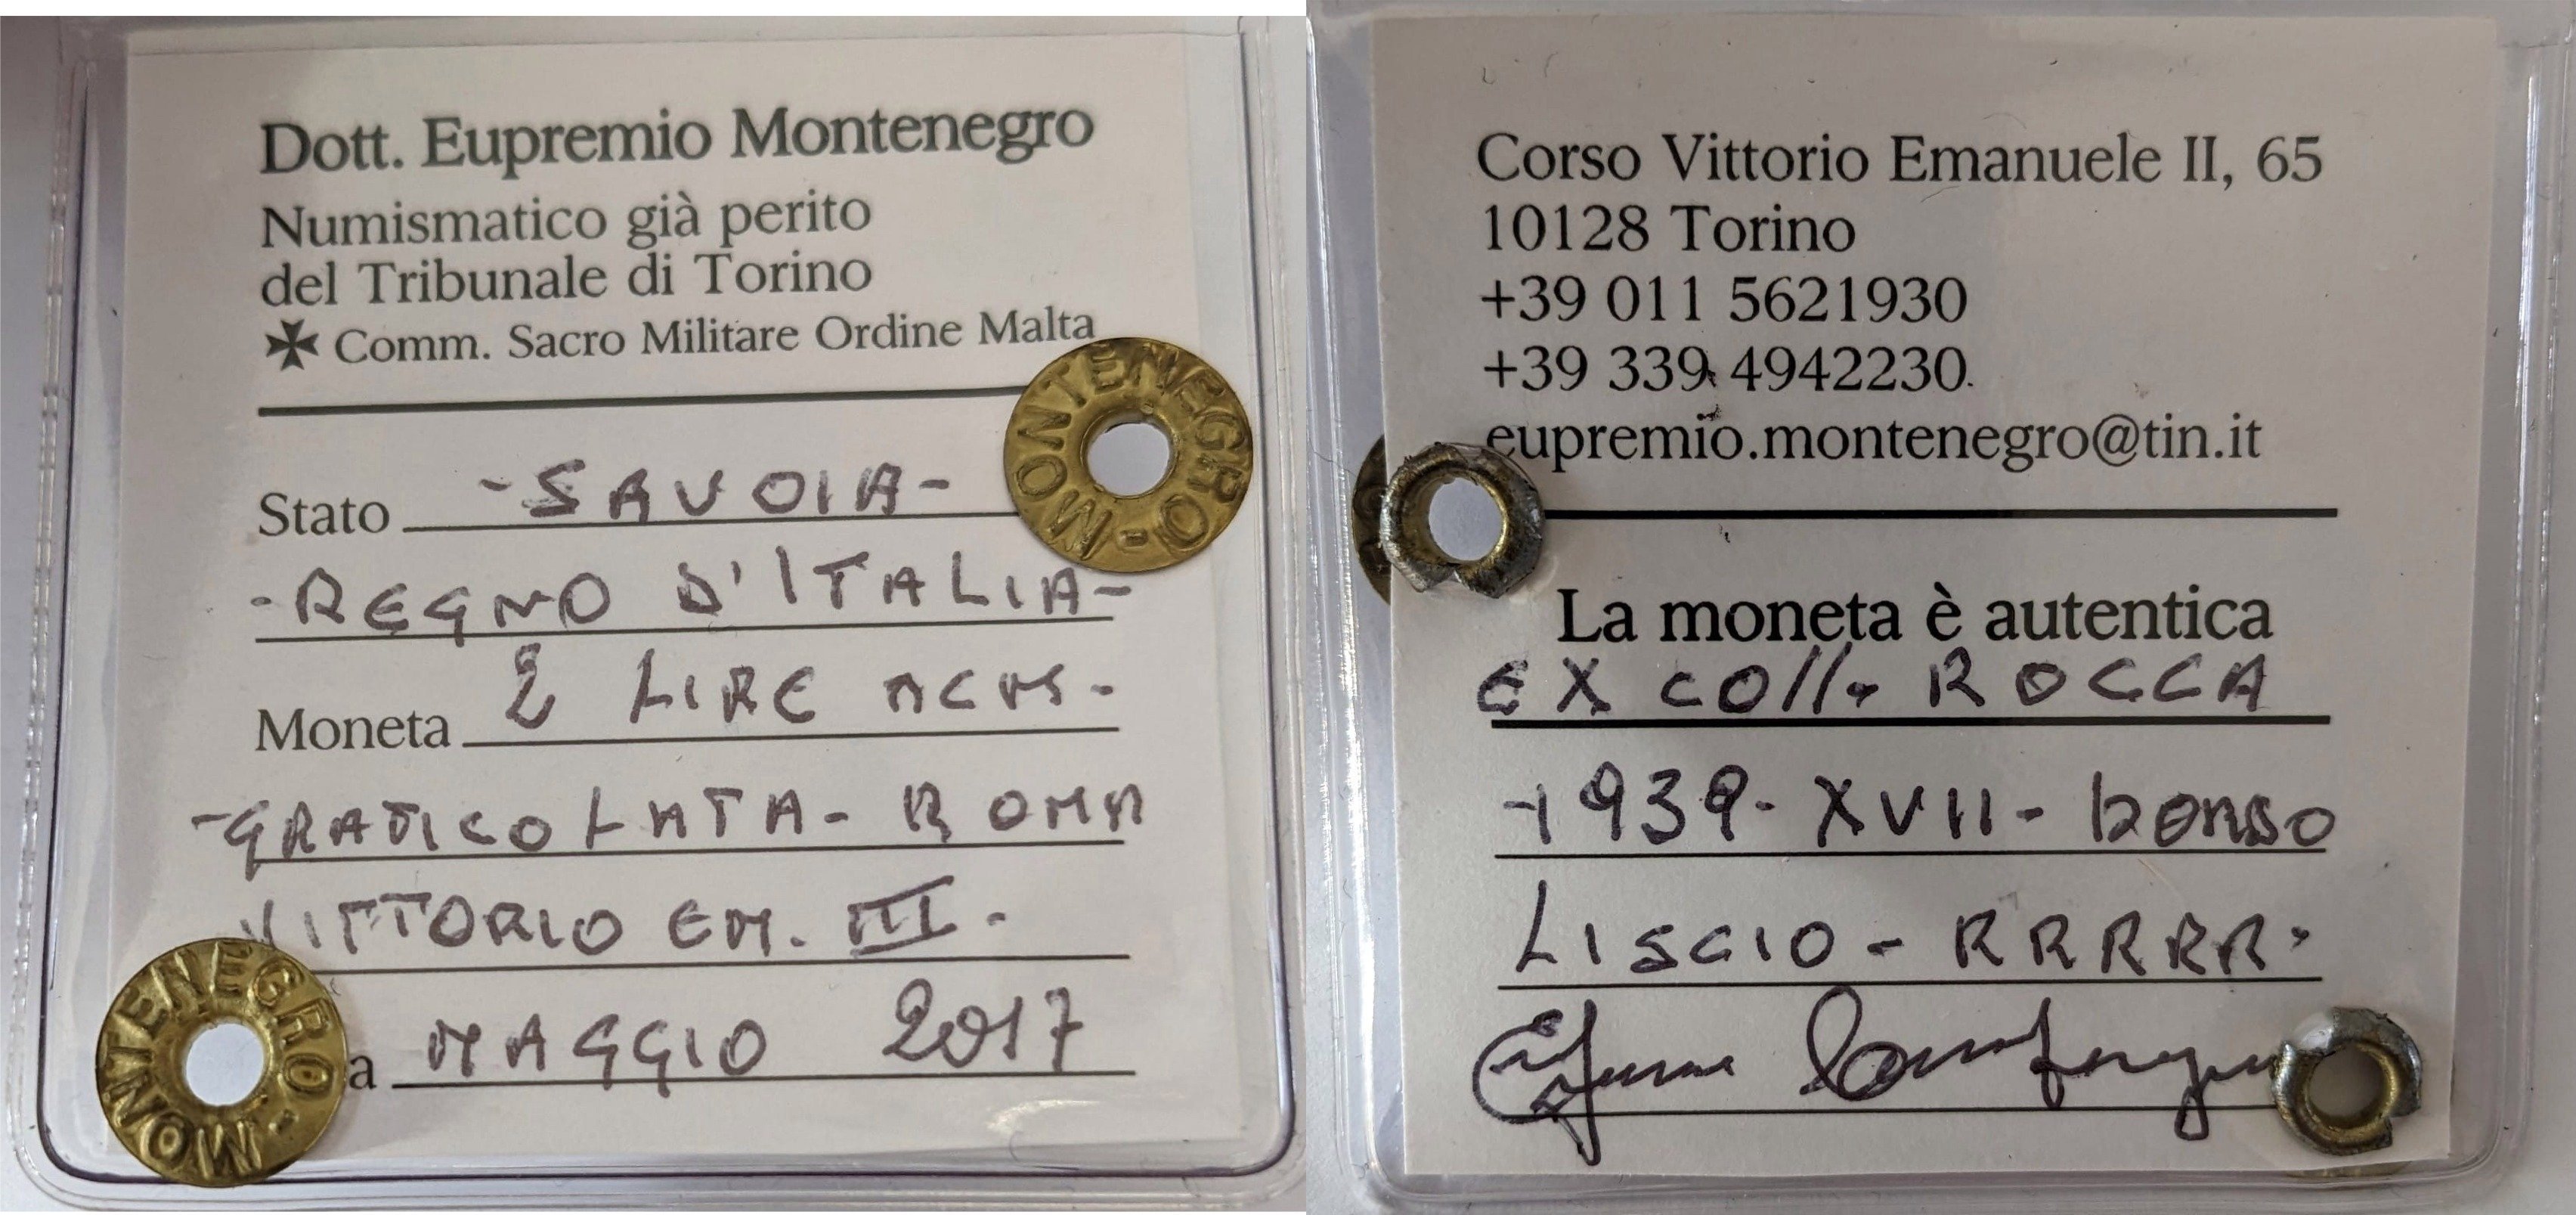 Dott. Eupremio Montenegro
Numismatico già perito
del Tribunale di Torino
Comm. Sacro Militare Ordine Malta
MONTENEGRO -
Stato - SAVOIA -
- REGNO D'ITALIA -
Moneta 2 LIRE ACMS -
- GRATICOLATA - ROMA
VITTORIO EM. III -
a MAGGIO 2017
MONTENEGRO -
Corso Vittorio Emanuele II, 65
10128 Torino
+39 011 5621930
+39 339 4942230
eupremio.montenegro@tin.it
La moneta è autentica
EX COLL. ROCCA
- 1939 - XVII - bordo
LISCIO - RRRRR -